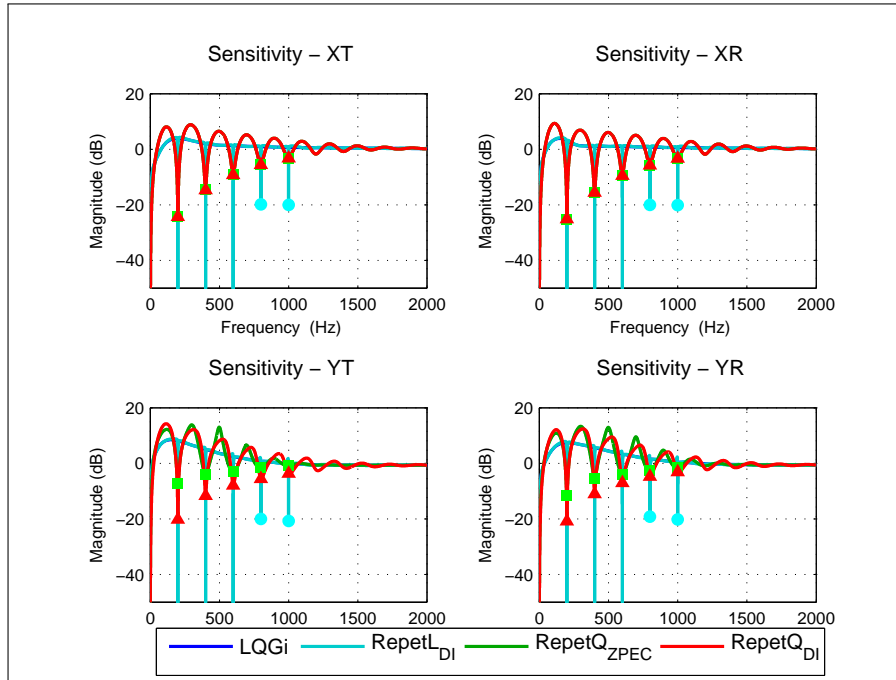 Sensitivity – XT
Sensitivity – XR
20
0
−20
−40
Magnitude (dB)
0 500 1000 1500 2000
Frequency (Hz)
20
0
−20
−40
Magnitude (dB)
0 500 1000 1500 2000
Frequency (Hz)
Sensitivity – YT
Sensitivity – YR
20
0
−20
−40
Magnitude (dB)
0 500 1000 1500 2000
20
0
−20
−40
Magnitude (dB)
0 500 1000 1500 2000
LQGi RepetL_DI RepetQ_ZPEC RepetQ_DI